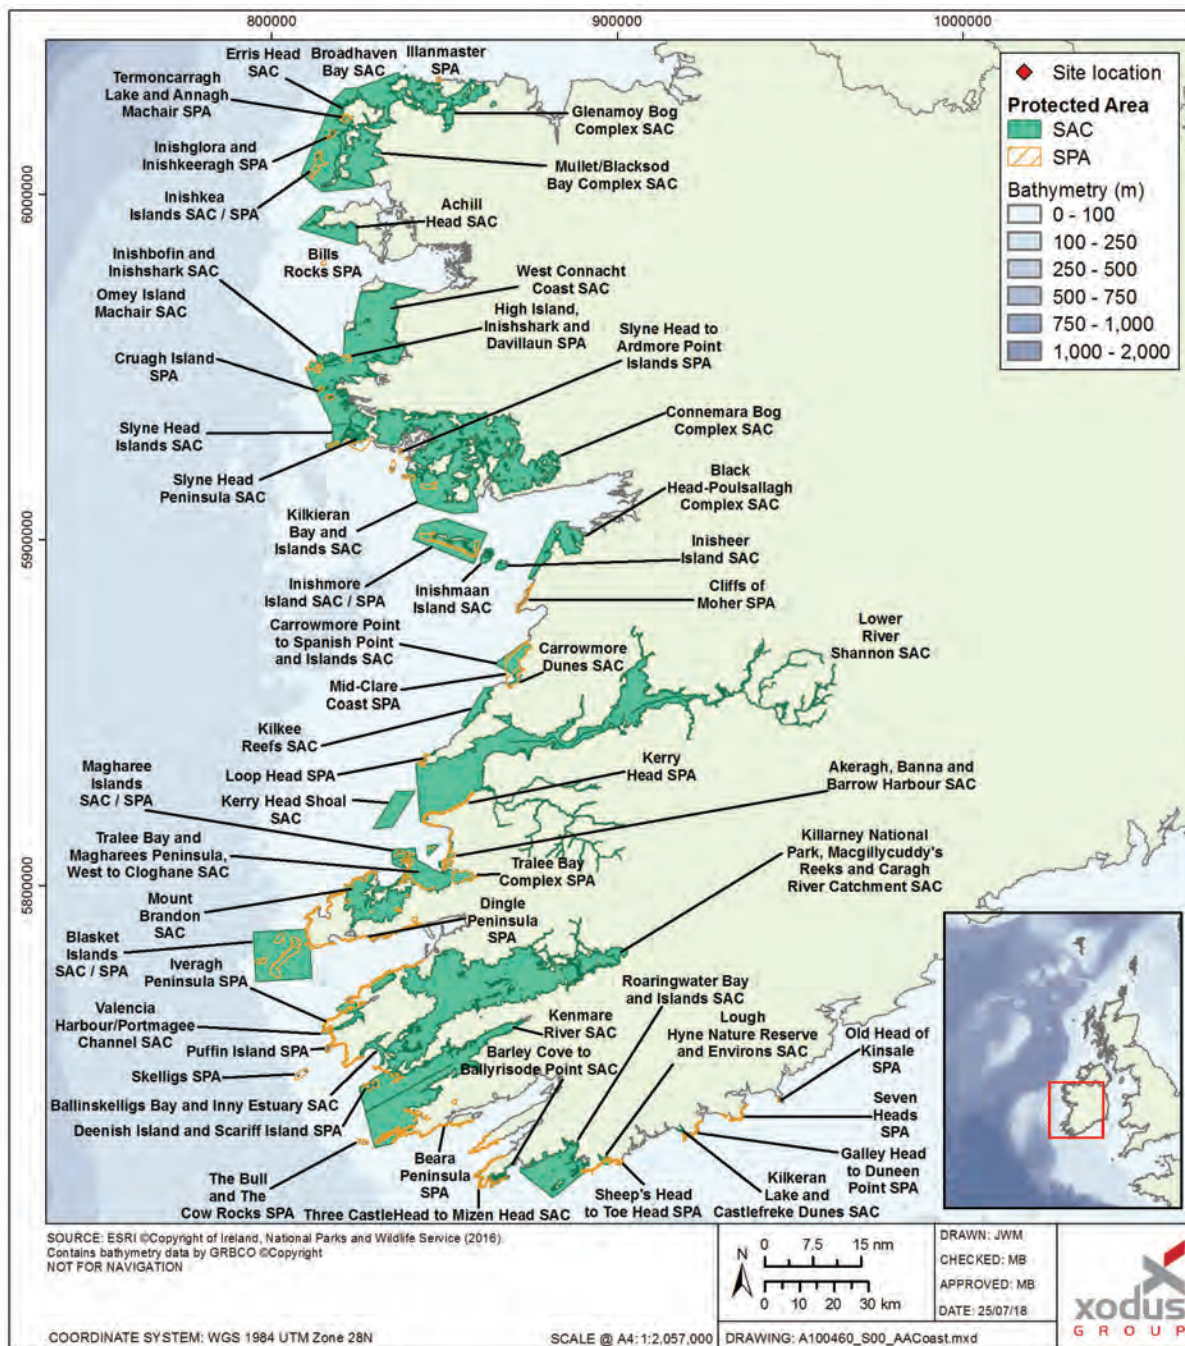 800000
900000
1000000
6000000
5900000
5800000
Erris Head
SAC
Broadhaven
Bay SAC
Illanmaster
SPA
Termoncarragh
Lake and Annagh
Machair SPA
Glenamoy Bog
Complex SAC
Inishglora and
Inishkeeragh SPA
Mullet/Blacksod
Bay Complex SAC
Inishkea
Islands SAC / SPA
Achill
Head SAC
Inishbofin and
Inishshark SAC
Bills
Rocks SPA
West Connacht
Coast SAC
Omey Island
Machair SAC
High Island,
Inishshark and
Davillaun SPA
Slyne Head to
Ardmore Point
Islands SPA
Cruagh Island
SPA
Slyne Head
Islands SAC
Connemara Bog
Complex SAC
Slyne Head
Peninsula SAC
Black
Head-Poulsallagh
Complex SAC
Kilkieran
Bay and
Islands SAC
Inisheer
Island SAC
Inishmore
Island SAC / SPA
Inishmaan
Island SAC
Cliffs of
Moher SPA
Carrowmore Point
to Spanish Point
and Islands SAC
Carrowmore
Dunes SAC
Lower
River
Shannon SAC
Mid-Clare
Coast SPA
Kilkee
Reefs SAC
Magharee
Islands
SAC / SPA
Loop Head SPA
Kerry
Head SPA
Akeragh, Banna and
Barrow Harbour SAC
Kerry Head Shoal
SAC
Tralee Bay and
Magharees Peninsula,
West to Cloghane SAC
Tralee Bay
Complex SPA
Killarney National
Park, Macgillycuddy's
Reeks and Caragh
River Catchment SAC
Mount
Brandon
SAC
Dingle
Peninsula
SPA
Blasket
Islands
SAC / SPA
Iveragh
Peninsula SPA
Roaringwater Bay
and Islands SAC
Valencia
Harbour/Portmagee
Channel SAC
Kenmare
River SAC
Lough
Hyne Nature Reserve
and Environs SAC
Old Head of
Kinsale
SPA
Puffin Island SPA
Barley Cove to
Ballyrisode Point SAC
Skelligs SPA
Ballinskelligs Bay and Inny Estuary SAC
Seven
Heads
SPA
Deenish Island and Scariff Island SPA
Beara
Peninsula
SPA
Galley Head
to Duneen
Point SPA
The Bull
and The
Cow Rocks SPA
Three CastleHead to Mizen Head SAC
Sheep's Head
to Toe Head SPA
Kilkeran
Lake and
Castlefreke Dunes SAC
Site location
Protected Area
SAC
SPA
Bathymetry (m)
0 - 100
100 - 250
250 - 500
500 - 750
750 - 1,000
1,000 - 2,000
SOURCE: ESRI ©Copyright of Ireland, National Parks and Wildlife Service (2016).
Contains bathymetry data by GRBCO ©Copyright
NOT FOR NAVIGATION
COORDINATE SYSTEM: WGS 1984 UTM Zone 28N
SCALE @ A4: 1:2,057,000
N
0 7.5 15 nm
0 10 20 30 km
DRAWN: JWM
CHECKED: MB
APPROVED: MB
DATE: 25/07/18
DRAWING: A100460_S00_AACoast.mxd
xodus
GROUP